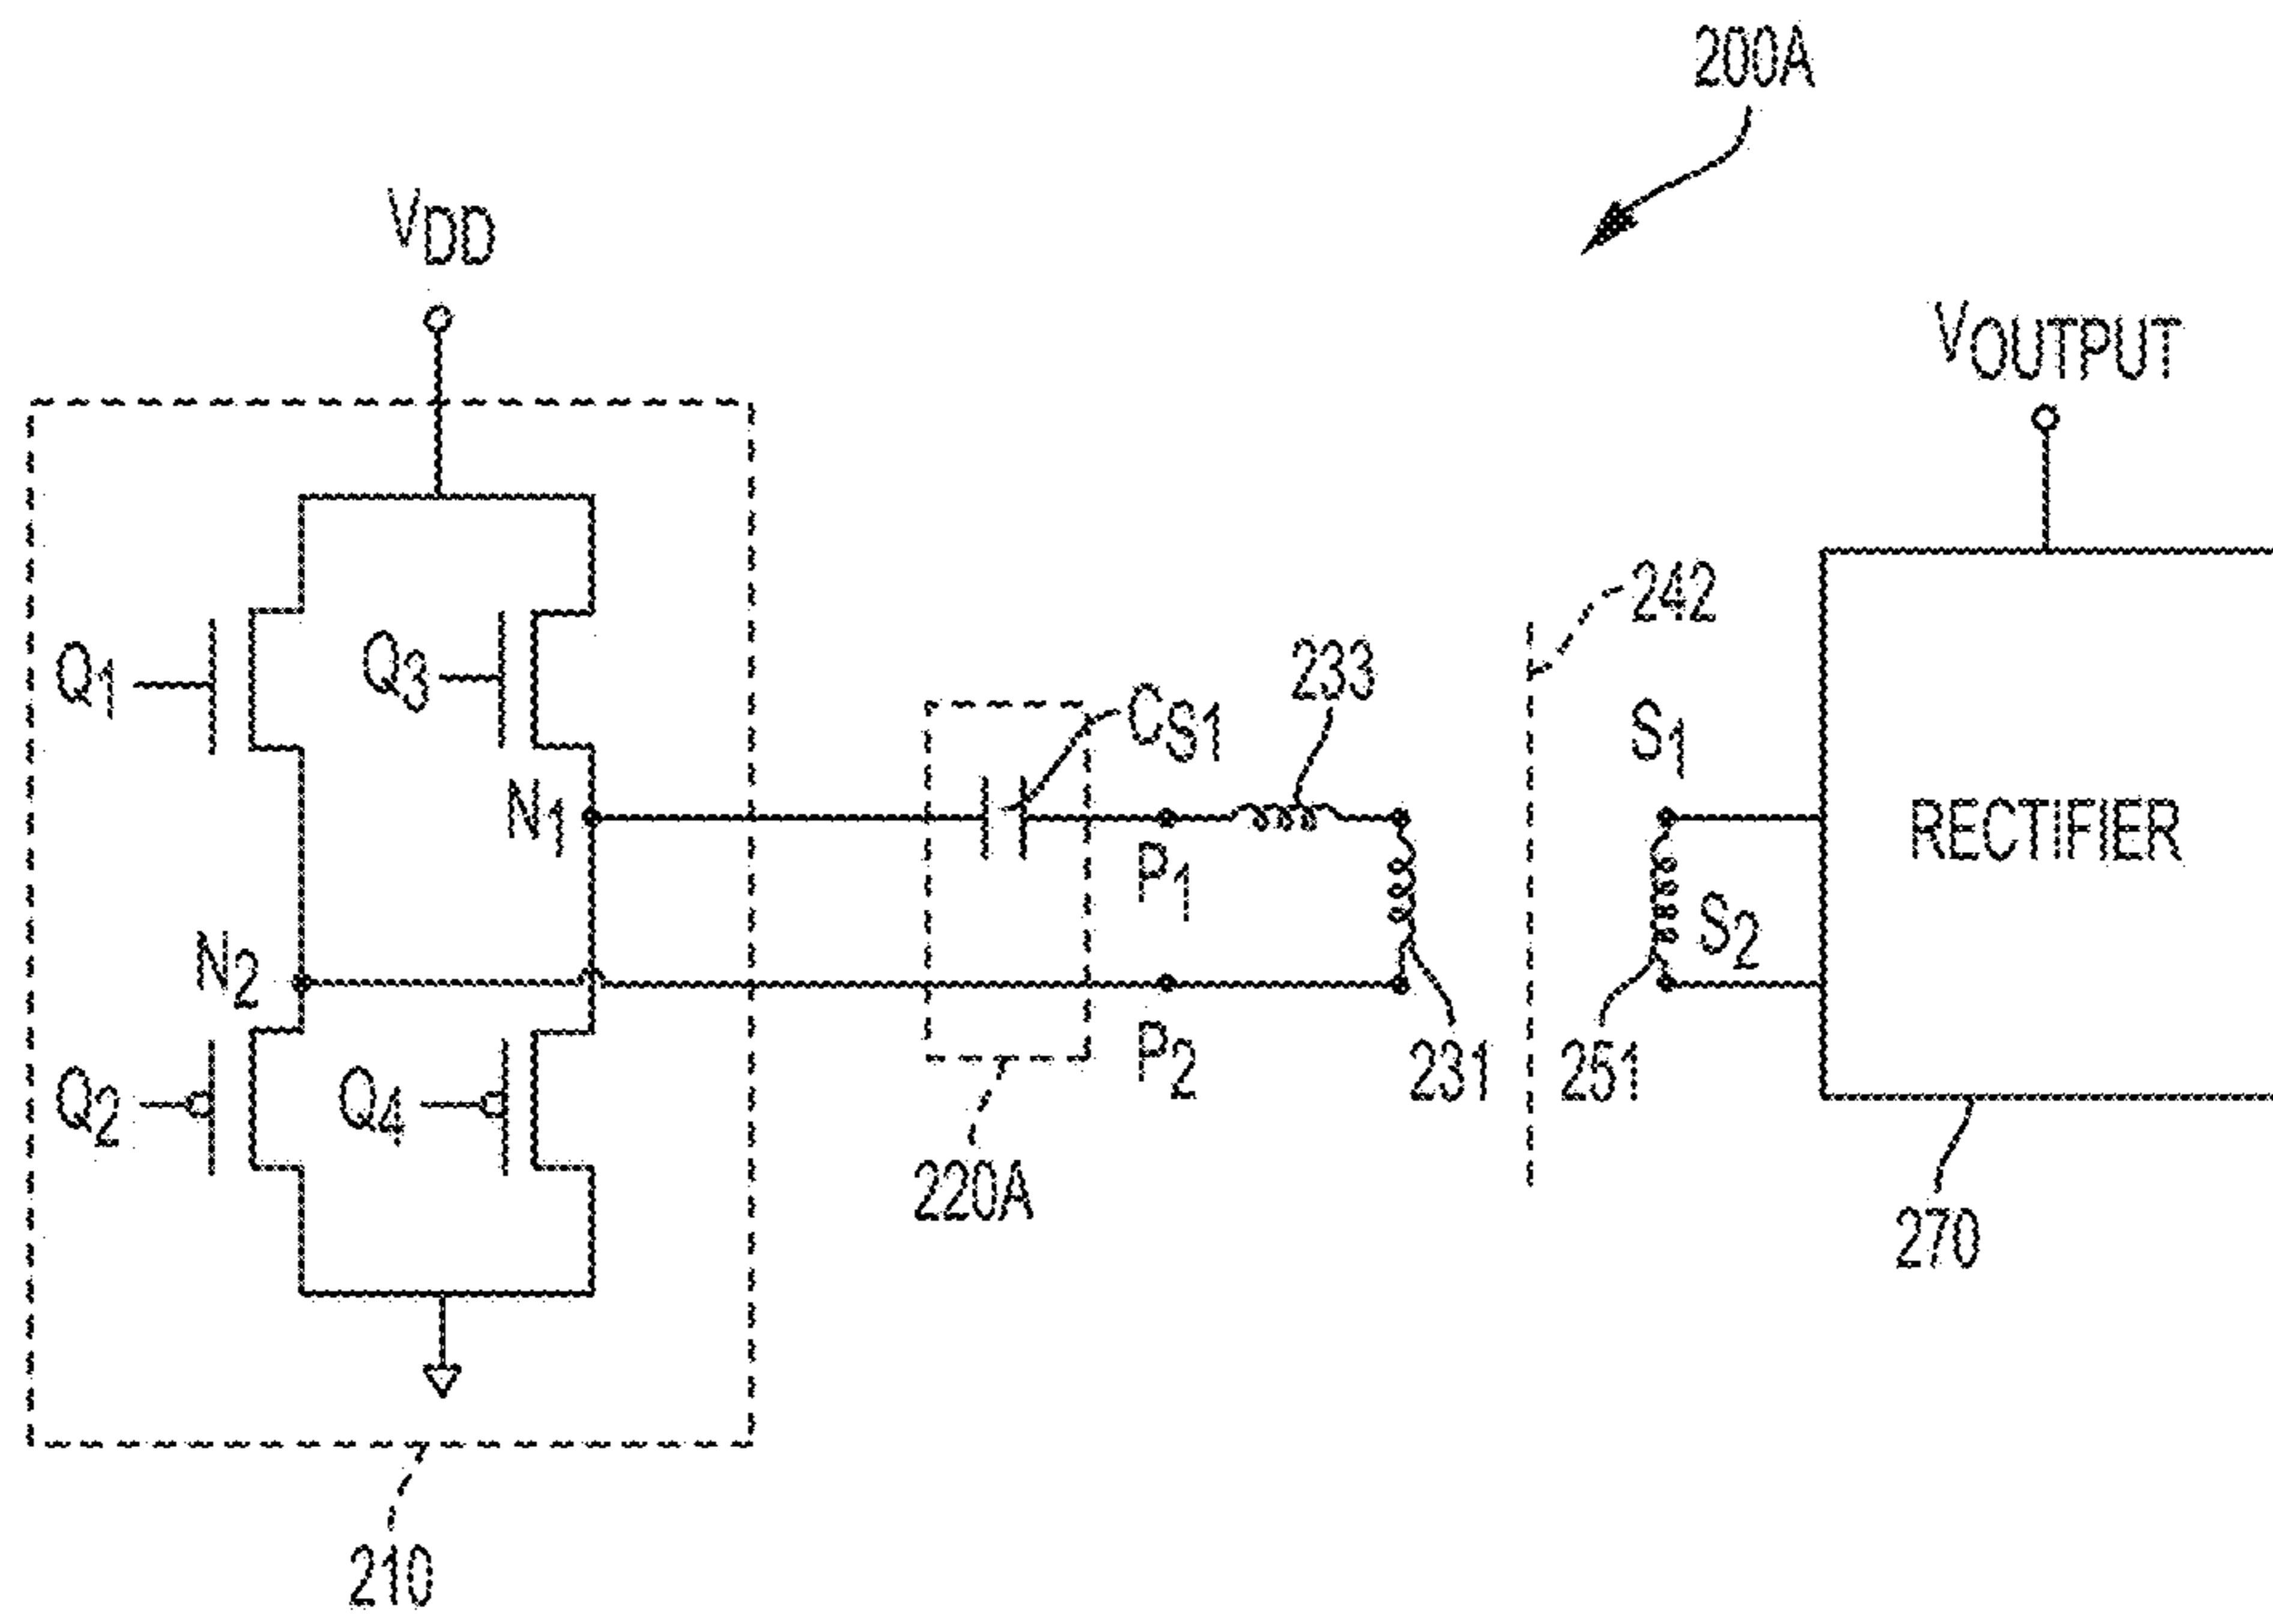 200A
VDD
VOUTPUT
242
233
Q1
Q3
CS1
S1
N1
RECTIFIER
P1
S2
N2
P2
231
251
Q2
Q4
220A
270
210